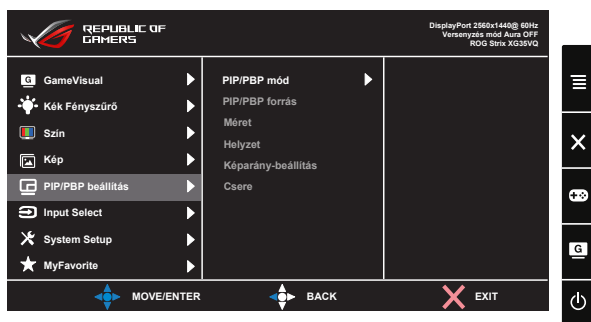 REPUBLIC OF
GAMERS
DisplayPort 2560x1440@ 60Hz
Versenyzés mód Aura OFF
ROG Strix XG35VQ
G GameVisual
Kék Fényszűrő
Szín
Kép
PIP/PBP beállítás
Input Select
System Setup
MyFavorite
PIP/PBP mód
PIP/PBP forrás
Méret
Helyzet
Képarány-beállítás
Csere
MOVE/ENTER
BACK
EXIT
G